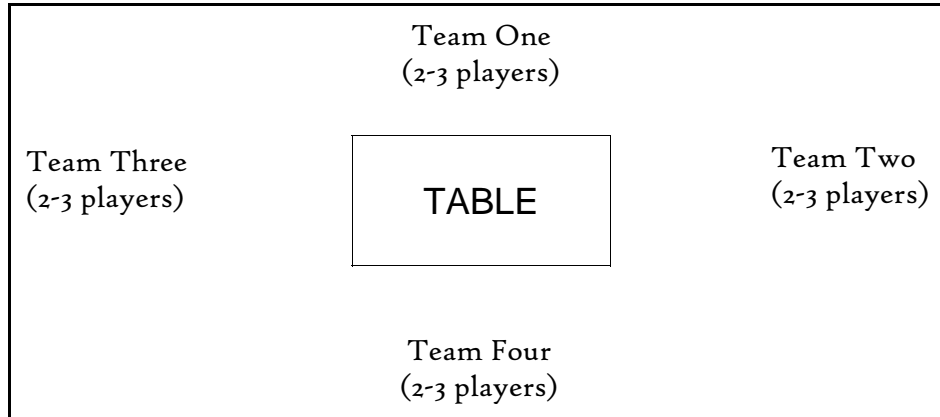 Team One
(2-3 players)
Team Three
(2-3 players)
TABLE
Team Two
(2-3 players)
Team Four
(2-3 players)